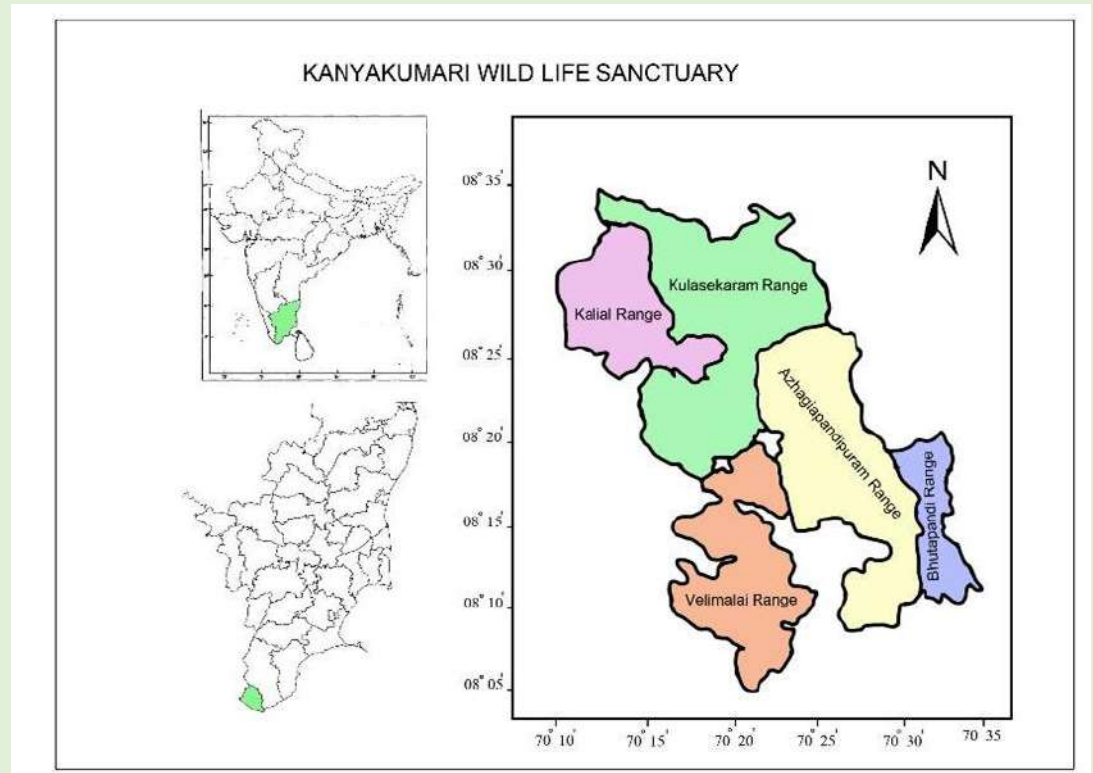 KANYAKUMARI WILD LIFE SANCTUARY
N
08° 35'
08° 30'
08° 25'
08° 20'
08° 15'
08° 10'
08° 05'
Kulasekaram Range
Kalial Range
Azhagiapandipuram Range
Bhutapandi Range
Velimalai Range
70° 10'
70° 15'
70° 20'
70° 25'
70° 30'
70° 35